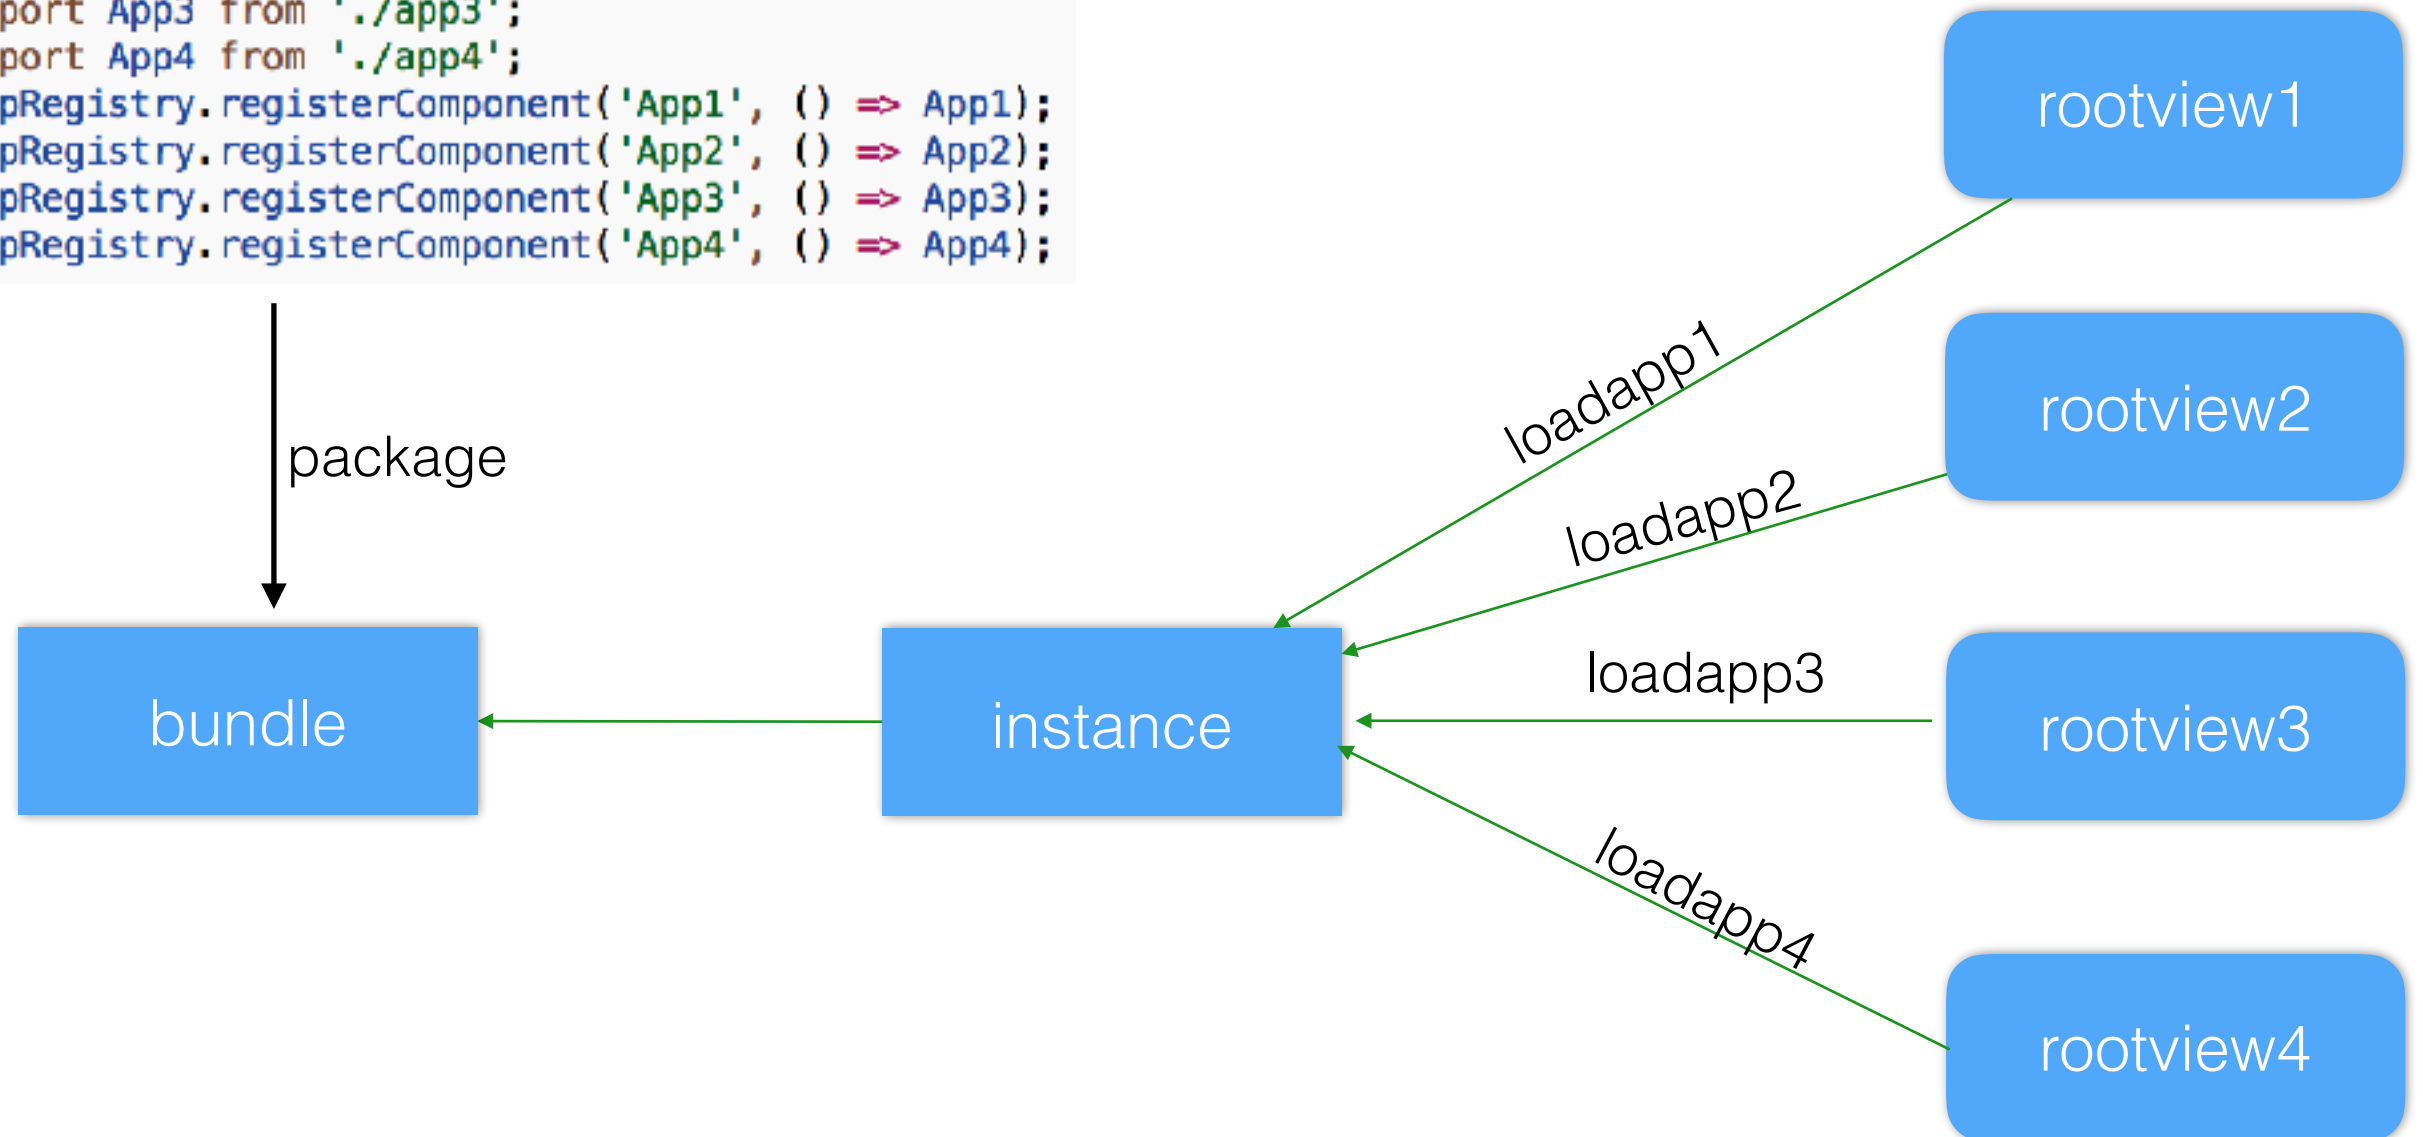 port App3 from './app3';
port App4 from './app4';
pRegistry.registerComponent('App1', () => App1);
pRegistry.registerComponent('App2', () => App2);
pRegistry.registerComponent('App3', () => App3);
pRegistry.registerComponent('App4', () => App4);
package
bundle
instance
loadapp1
loadapp2
loadapp3
loadapp4
rootview1
rootview2
rootview3
rootview4